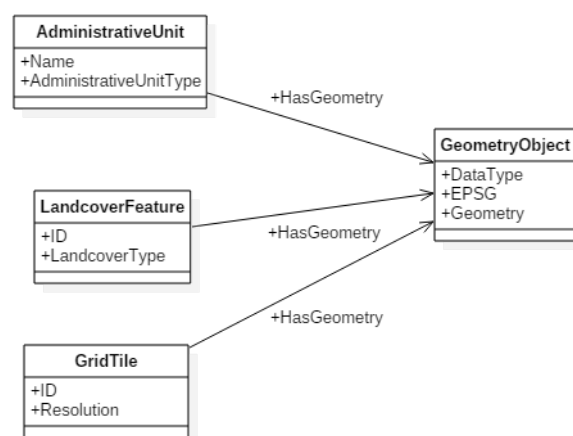 AdministrativeUnit
+Name
+AdministrativeUnitType
+HasGeometry
GeometryObject
+DataType
+EPSG
+Geometry
LandcoverFeature
+ID
+LandcoverType
+HasGeometry
+HasGeometry
GridTile
+ID
+Resolution